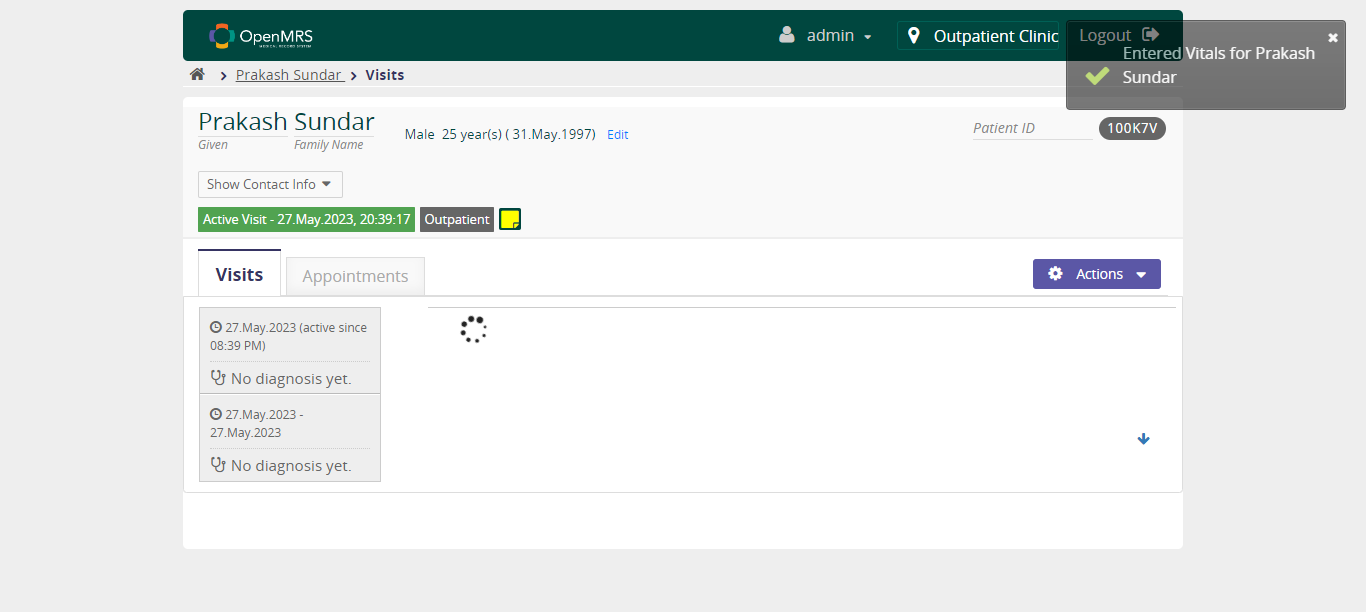 OpenMRS
MEDICAL RECORD SYSTEM
admin
Outpatient Clinic
Logout
Entered Vitals for Prakash
Sundar
Prakash Sundar
Visits
Prakash Sundar
Given
Family Name
Male 25 year(s) ( 31.May.1997)
Edit
Patient ID
100K7V
Show Contact Info
Active Visit - 27.May.2023, 20:39:17
Outpatient
Visits
Appointments
Actions
27.May.2023 (active since
08:39 PM)
No diagnosis yet.
27.May.2023 -
27.May.2023
No diagnosis yet.